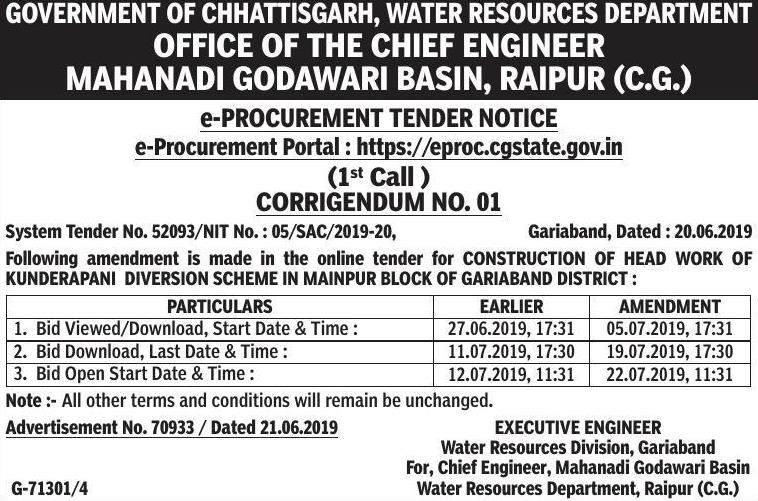 GOVERNMENT OF CHHATTISGARH, WATER RESOURCES DEPARTMENT
OFFICE OF THE CHIEF ENGINEER
MAHANADI GODAWARI BASIN, RAIPUR (C.G.)
e-PROCUREMENT TENDER NOTICE
e-Procurement Portal : https://eproc.cgstate.gov.in
(1st Call )
CORRIGENDUM NO. 01
System Tender No. 52093/NIT No. : 05/SAC/2019-20, Gariaband, Dated : 20.06.2019
Following amendment is made in the online tender for CONSTRUCTION OF HEAD WORK OF
KUNDERAPANI DIVERSION SCHEME IN MAINPUR BLOCK OF GARIABAND DISTRICT :
PARTICULARS EARLIER AMENDMENT
1. Bid Viewed/Download, Start Date & Time : 27.06.2019, 17:31 05.07.2019, 17:31
2. Bid Download, Last Date & Time : 11.07.2019, 17:30 19.07.2019, 17:30
3. Bid Open Start Date & Time : 12.07.2019, 11:31 22.07.2019, 11:31
Note :- All other terms and conditions will remain be unchanged.
Advertisement No. 70933 / Dated 21.06.2019 EXECUTIVE ENGINEER
Water Resources Division, Gariaband
For, Chief Engineer, Mahanadi Godawari Basin
G-71301/4 Water Resources Department, Raipur (C.G.)